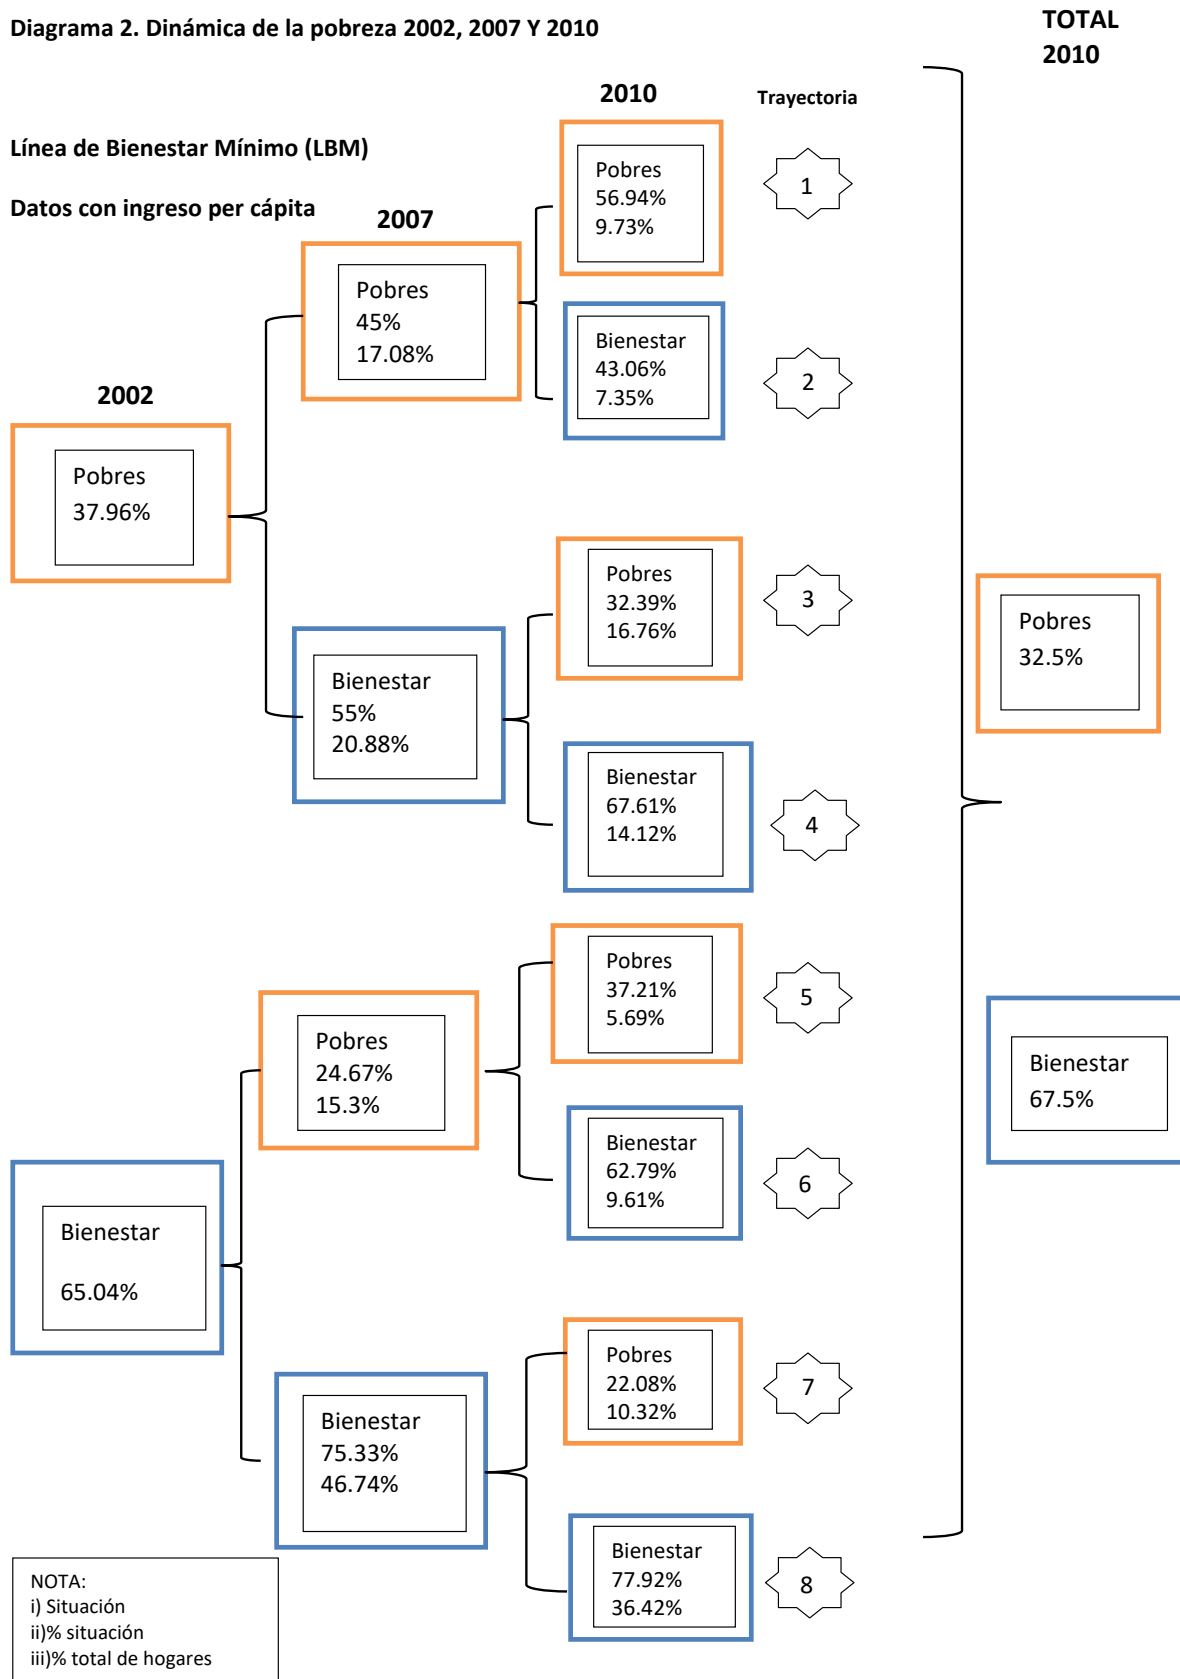 Diagrama 2. Dinámica de la pobreza 2002, 2007 Y 2010
TOTAL
2010
2010
Trayectoria
Línea de Bienestar Mínimo (LBM)
Datos con ingreso per cápita
2007
2002
Pobres
37.96%
Pobres
45%
17.08%
Pobres
56.94%
9.73%
1
Bienestar
43.06%
7.35%
2
Bienestar
55%
20.88%
Pobres
32.39%
16.76%
3
Bienestar
67.61%
14.12%
4
Pobres
32.5%
Bienestar
65.04%
Pobres
24.67%
15.3%
Pobres
37.21%
5.69%
5
Bienestar
62.79%
9.61%
6
Bienestar
67.5%
Bienestar
75.33%
46.74%
Pobres
22.08%
10.32%
7
Bienestar
77.92%
36.42%
8
NOTA:
i) Situación
ii)% situación
iii)% total de hogares